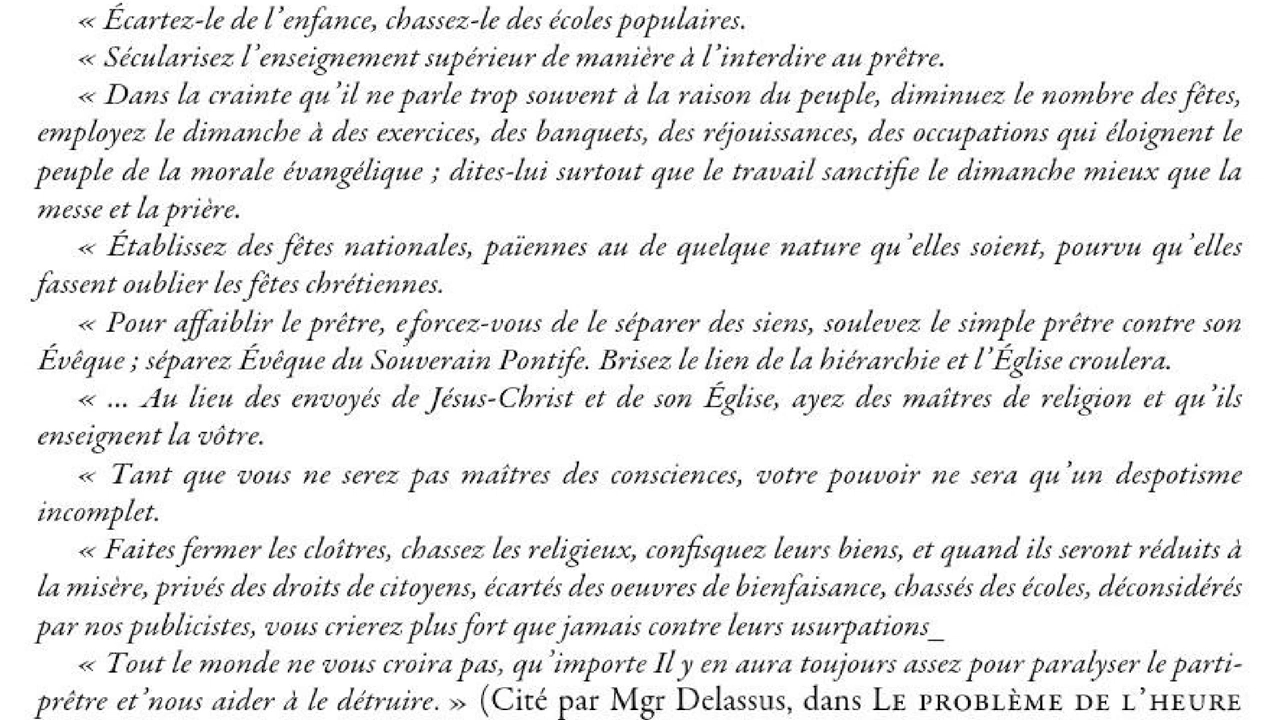 « Écartez-le de l’enfance, chassez-le des écoles populaires.
« Sécularisez l’enseignement supérieur de manière à l’interdire au prêtre.
« Dans la crainte qu’il ne parle trop souvent à la raison du peuple, diminuez le nombre des fêtes,
employez le dimanche à des exercices, des banquets, des réjouissances, des occupations qui éloignent le
peuple de la morale évangélique ; dites-lui surtout que le travail sanctifie le dimanche mieux que la
messe et la prière.
« Établissez des fêtes nationales, païennes au de quelque nature qu’elles soient, pourvu qu’elles
fassent oublier les fêtes chrétiennes.
« Pour affaiblir le prêtre, eƒforcez-vous de le séparer des siens, soulevez le simple prêtre contre son
Évêque ; séparez Évêque du Souverain Pontife. Brisez le lien de la hiérarchie et l’Église croulera.
« ... Au lieu des envoyés de Jésus-Christ et de son Église, ayez des maîtres de religion et qu’ils
enseignent la vôtre.
« Tant que vous ne serez pas maîtres des consciences, votre pouvoir ne sera qu’un despotisme
incomplet.
« Faites fermer les cloîtres, chassez les religieux, confisquez leurs biens, et quand ils seront réduits à
la misère, privés des droits de citoyens, écartés des oeuvres de bienfaisance, chassés des écoles, déconsidérés
par nos publicistes, vous crierez plus fort que jamais contre leurs usurpations_
« Tout le monde ne vous croira pas, qu’importe Il y en aura toujours assez pour paralyser le parti-
prêtre et’nous aider à le détruire. » (Cité par Mgr Delassus, dans LE PROBLÈME DE L’HEURE